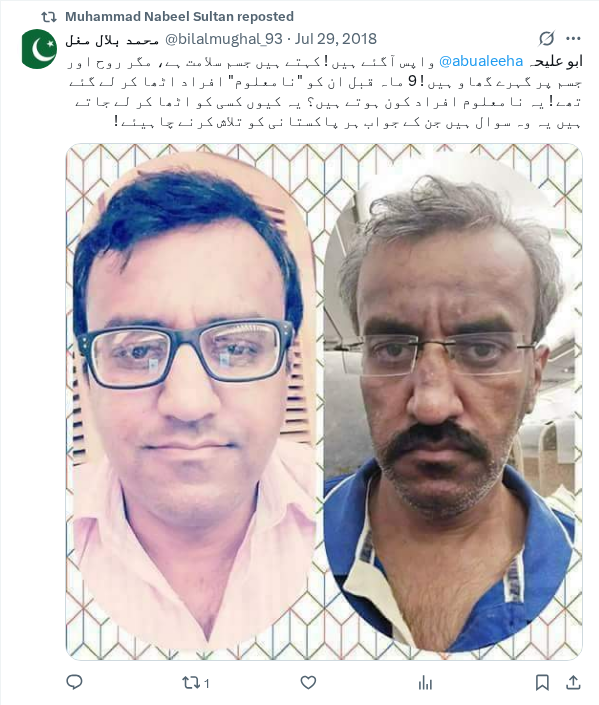 Muhammad Nabeel Sultan reposted
محمد بلال مغل @bilalmughal_93 · Jul 29, 2018
ابو علیحہ @abualeeha واپس آگئے ہیں! کہتے ہیں جسم سلامت ہے، مگر روح اور
جسم پر گہرے گھاو ہیں! 9 ماہ قبل ان کو "نامعلوم" افراد اٹھا کر لے گئے
تھے! یہ نامعلوم افراد کون ہوتے ہیں؟ یہ کیوں کسی کو اٹھا کر لے جاتے
ہیں یہ وہ سوال ہیں جن کے جواب ہر پاکستانی کو تلاش کرنے چاہیئے!
1